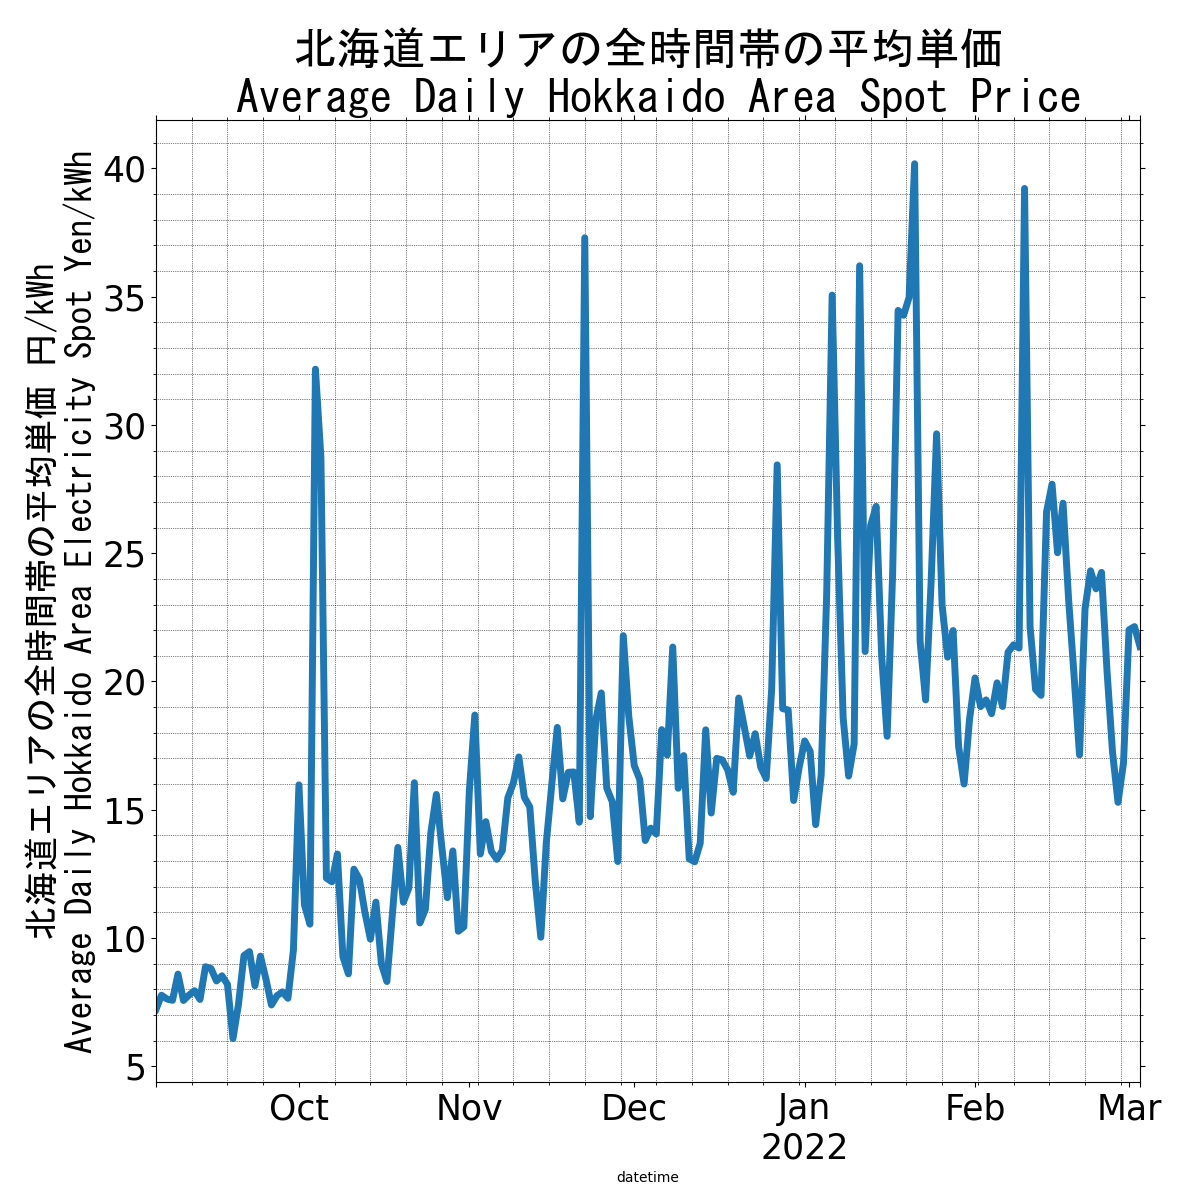 北海道エリアの全時間帯の平均単価
Average Daily Hokkaido Area Spot Price
北海道エリアの全時間帯の平均単価 円/kWh
Average Daily Hokkaido Area Electricity Spot Yen/kWh
40
35
30
25
20
15
10
5
Oct
Nov
Dec
Jan
2022
Feb
Mar
datetime